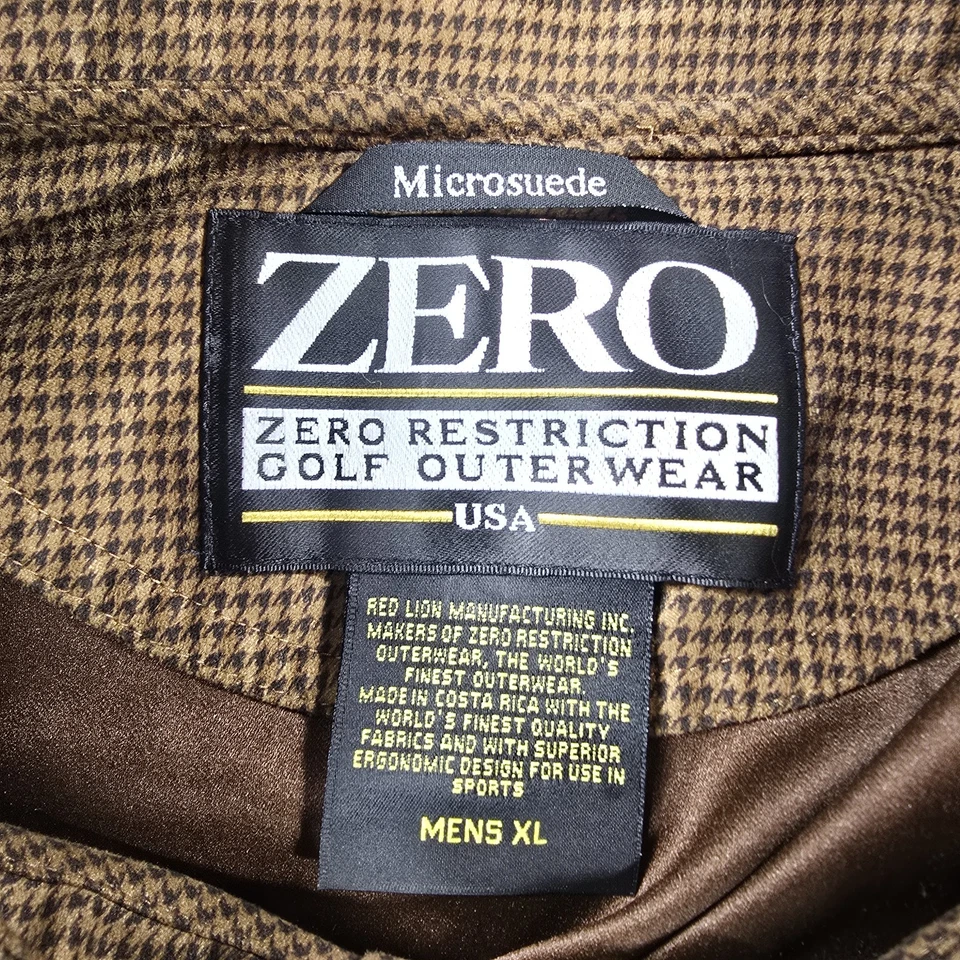 Microsuede
ZERO
ZERO RESTRICTION
GOLF OUTERWEAR
USA
RED LION MANUFACTURING INC.
MAKERS OF ZERO RESTRICTION
OUTERWEAR, THE WORLD'S
FINEST OUTERWEAR.
MADE IN COSTA RICA WITH THE
WORLD'S FINEST QUALITY
FABRICS AND WITH SUPERIOR
ERGONOMIC DESIGN FOR USE IN
SPORTS
MENS XL